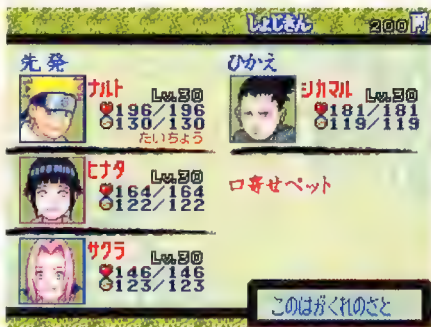 しょじきん 200両
先発
ナルト Lv.30
196/196
130/130
たいちょう
ヒナタ Lv.30
164/164
122/122
サクラ Lv.30
146/146
123/123
ひかえ
シカマル Lv.30
181/181
119/119
口寄せペット
このはがくれのさと